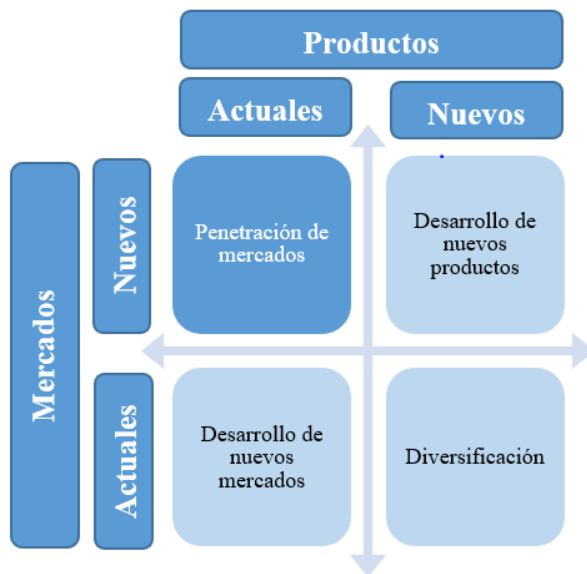 Productos
Actuales
Nuevos
Mercados
Nuevos
Penetración de
mercados
Desarrollo de
nuevos
productos
Actuales
Desarrollo de
nuevos
mercados
Diversificación